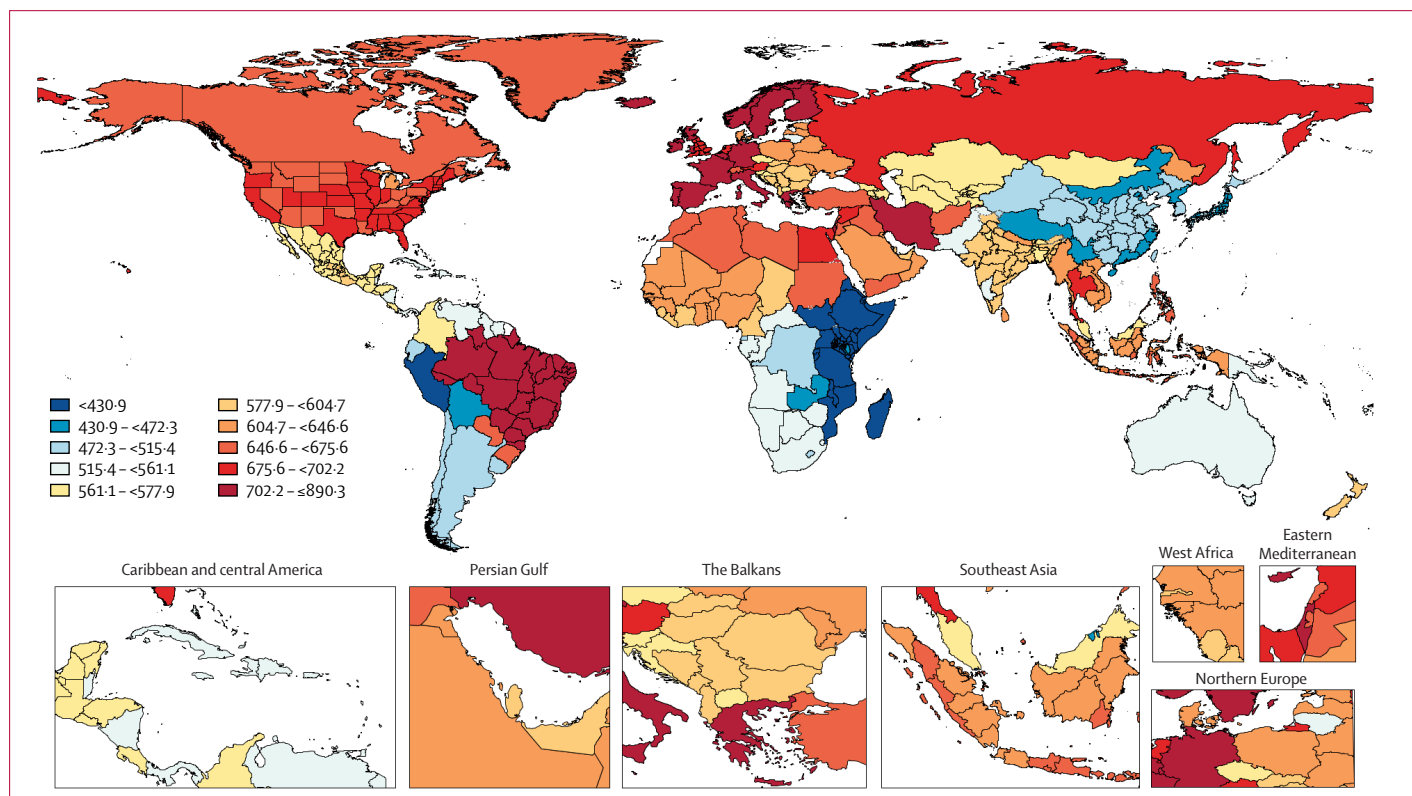 <430·9
430·9 – <472·3
472·3 – <515·4
515·4 – <561·1
561·1 – <577·9
577·9 – <604·7
604·7 – <646·6
646·6 – <675·6
675·6 – <702·2
702·2 – ≤890·3
Caribbean and central America
Persian Gulf
The Balkans
Southeast Asia
West Africa
Eastern
Mediterranean
Northern Europe